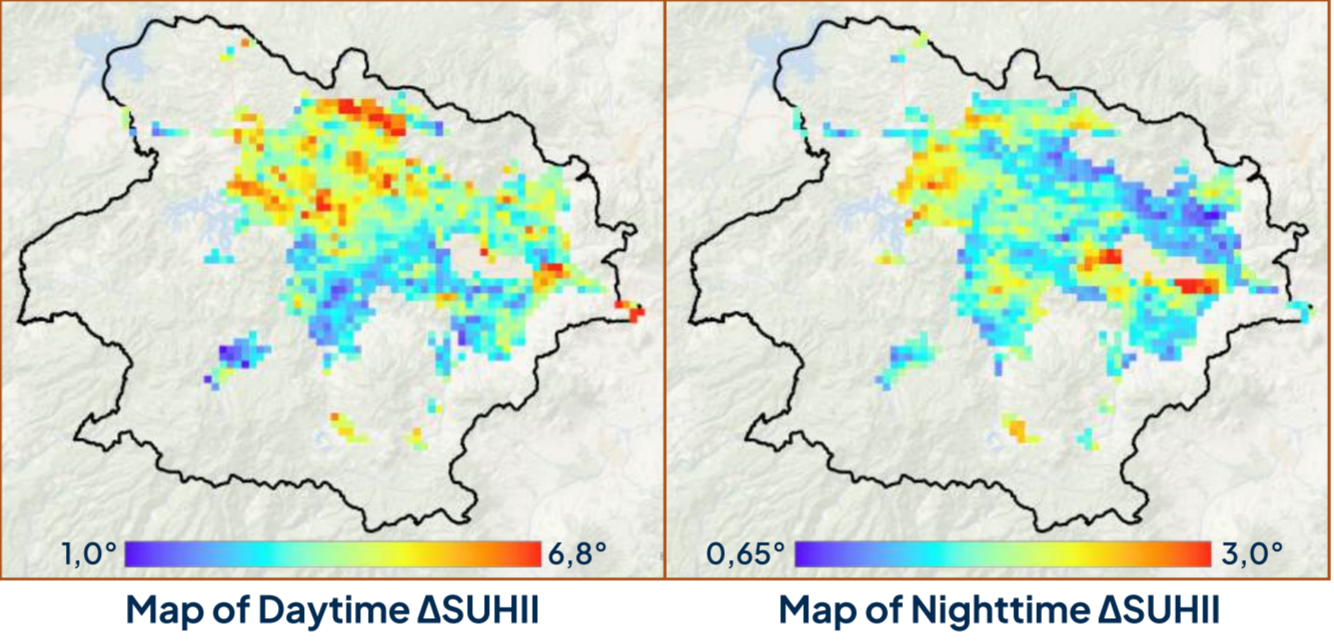 1,0° 6,8°
0,65° 3,0°
Map of Daytime ΔSUHII
Map of Nighttime ΔSUHII